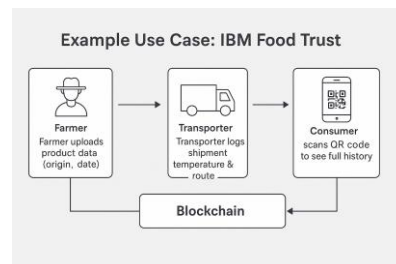 Example Use Case: IBM Food Trust
Farmer
Farmer uploads
product data
(origin, date)
Transporter
Transporter logs
shipment
temperature &
route
Consumer
scans QR code
to see full history
Blockchain